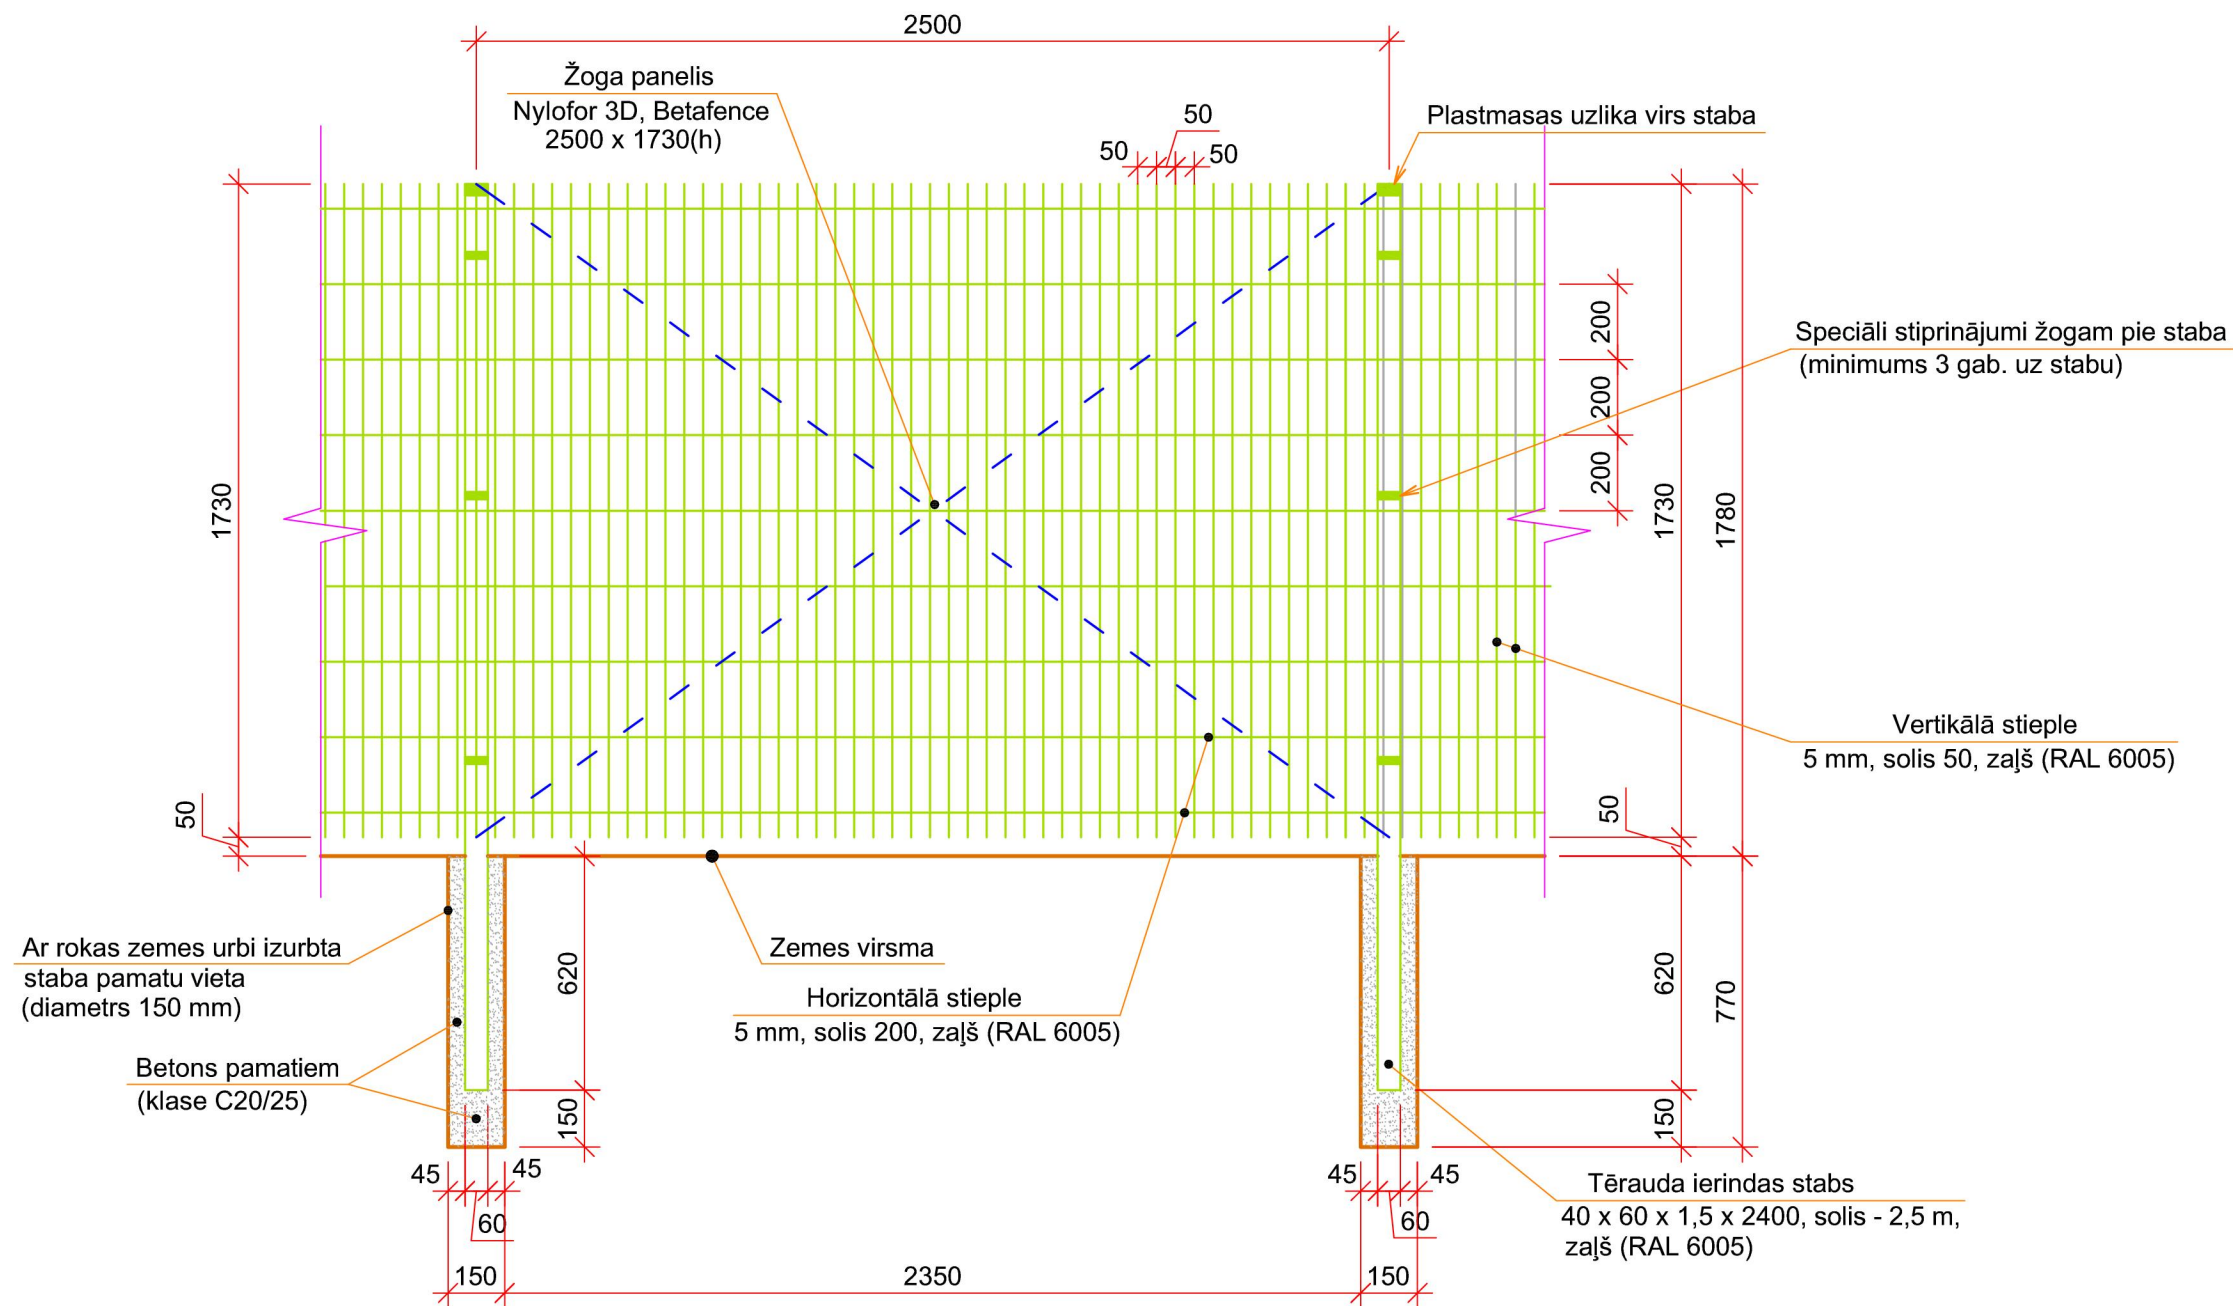 2500
Žoga panelis
Nylofor 3D, Betafence
2500 x 1730(h)
50
50
50
Plastmasas uzlika virs staba
200
200
200
1730
1730
1780
Speciāli stiprinājumi žogam pie staba
(minimums 3 gab. uz stabu)
Vertikālā stieple
5 mm, solis 50, zaļš (RAL 6005)
50
50
Ar rokas zemes urbi izurbta
staba pamatu vieta
(diametrs 150 mm)
Zemes virsma
620
620
770
Horizontālā stieple
5 mm, solis 200, zaļš (RAL 6005)
Betons pamatiem
(klase C20/25)
150
150
45
45
60
45
45
60
Tērauda ierindas stabs
40 x 60 x 1,5 x 2400, solis - 2,5 m,
zaļš (RAL 6005)
150
2350
150